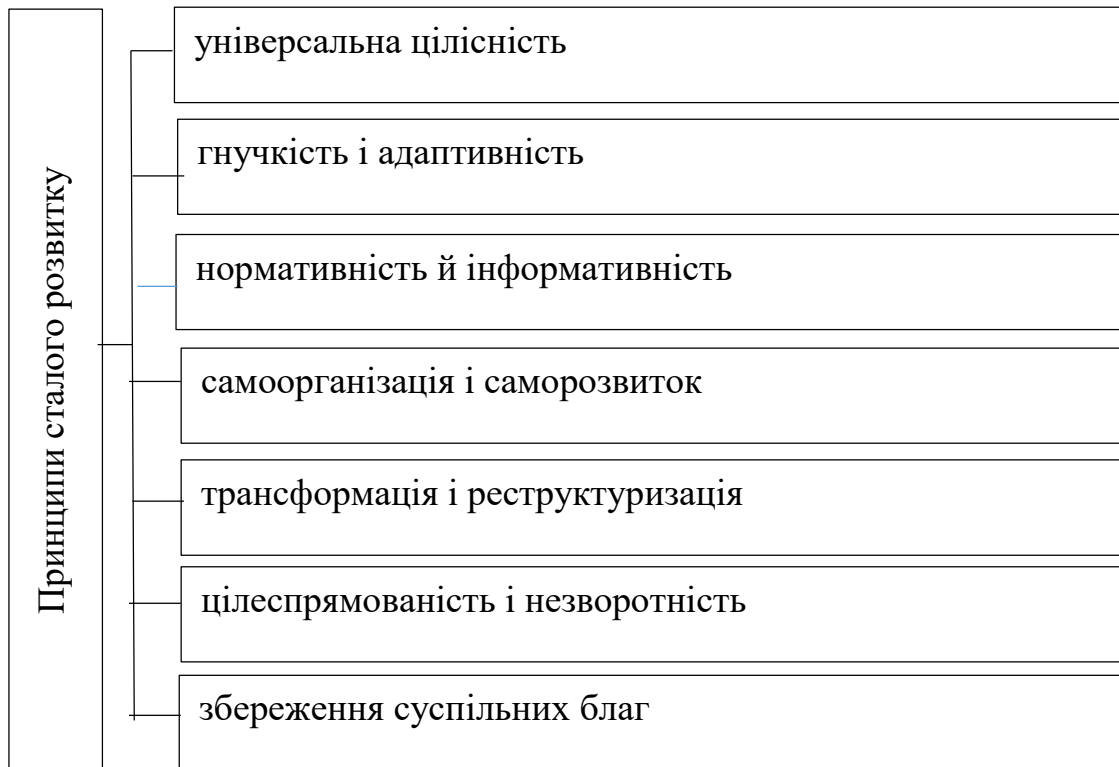 Принципи сталого розвитку
універсальна цілісність
гнучкість і адаптивність
нормативність й інформативність
самоорганізація і саморозвиток
трансформація і реструктуризація
цілеспрямованість і незворотність
збереження суспільних благ